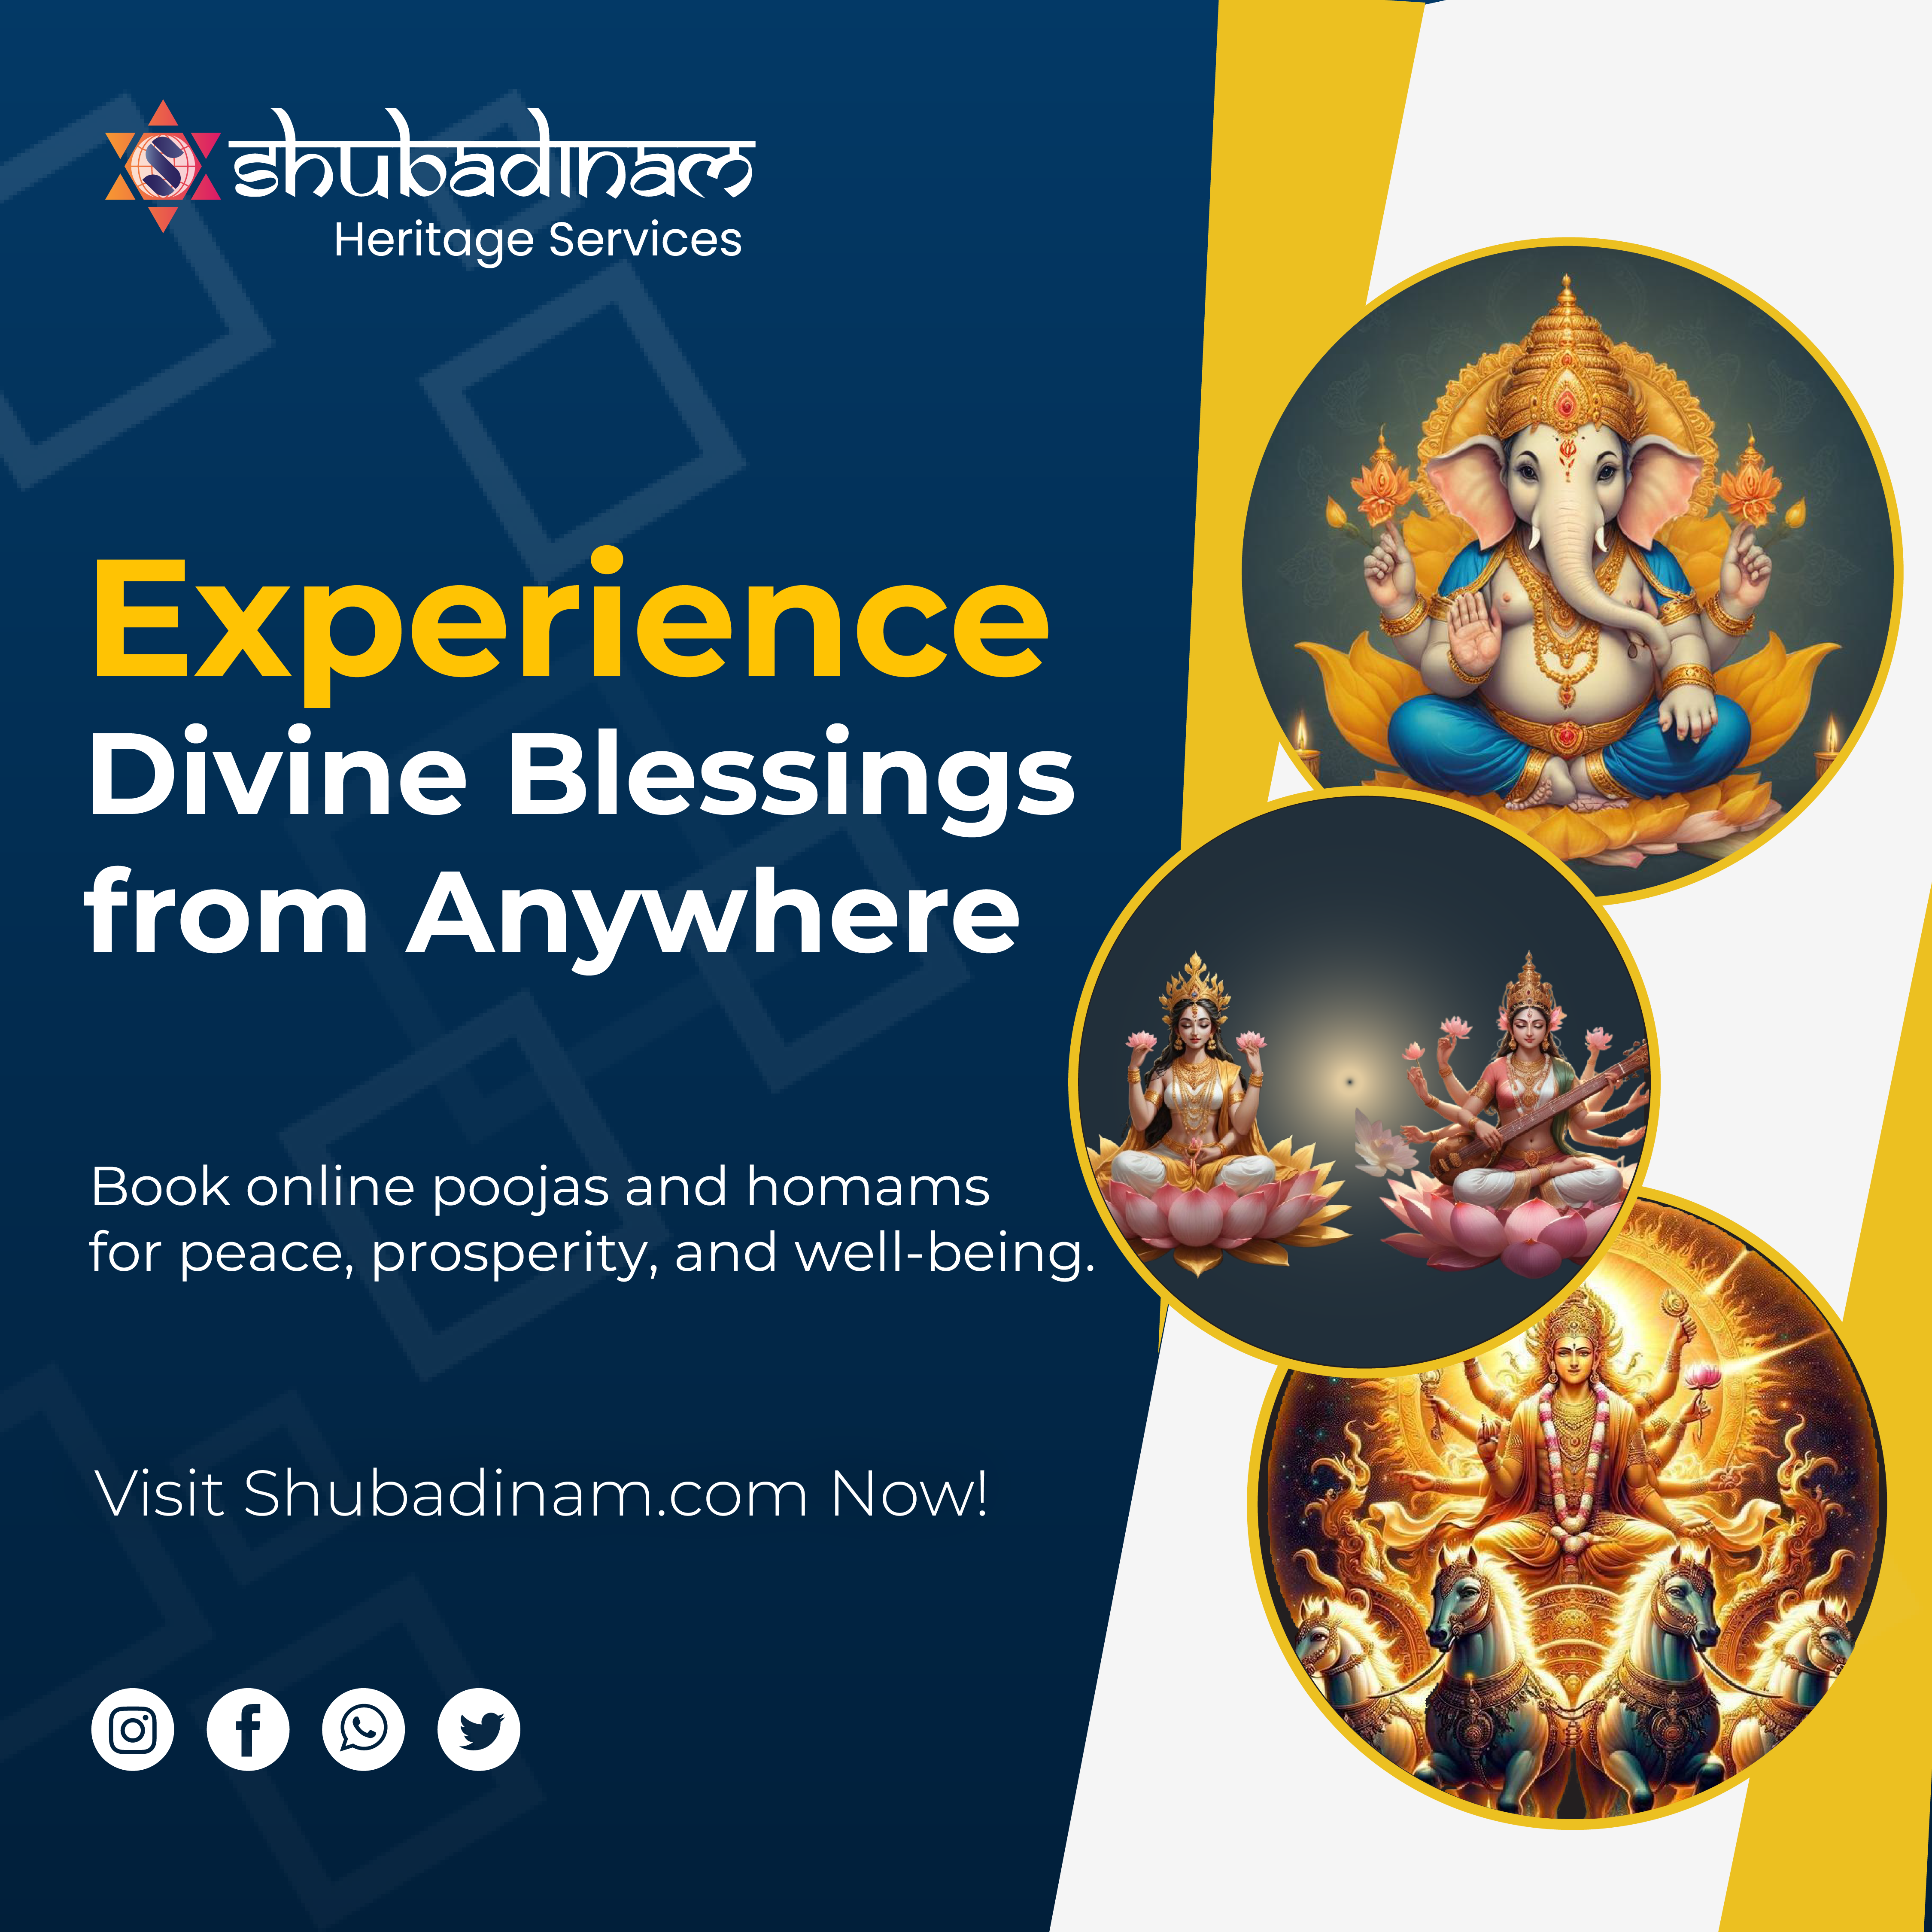 shubadinam
Heritage Services
Experience
Divine Blessings
from Anywhere
Book online poojas and homams
for peace, prosperity, and well-being.
Visit Shubadinam.com Now!